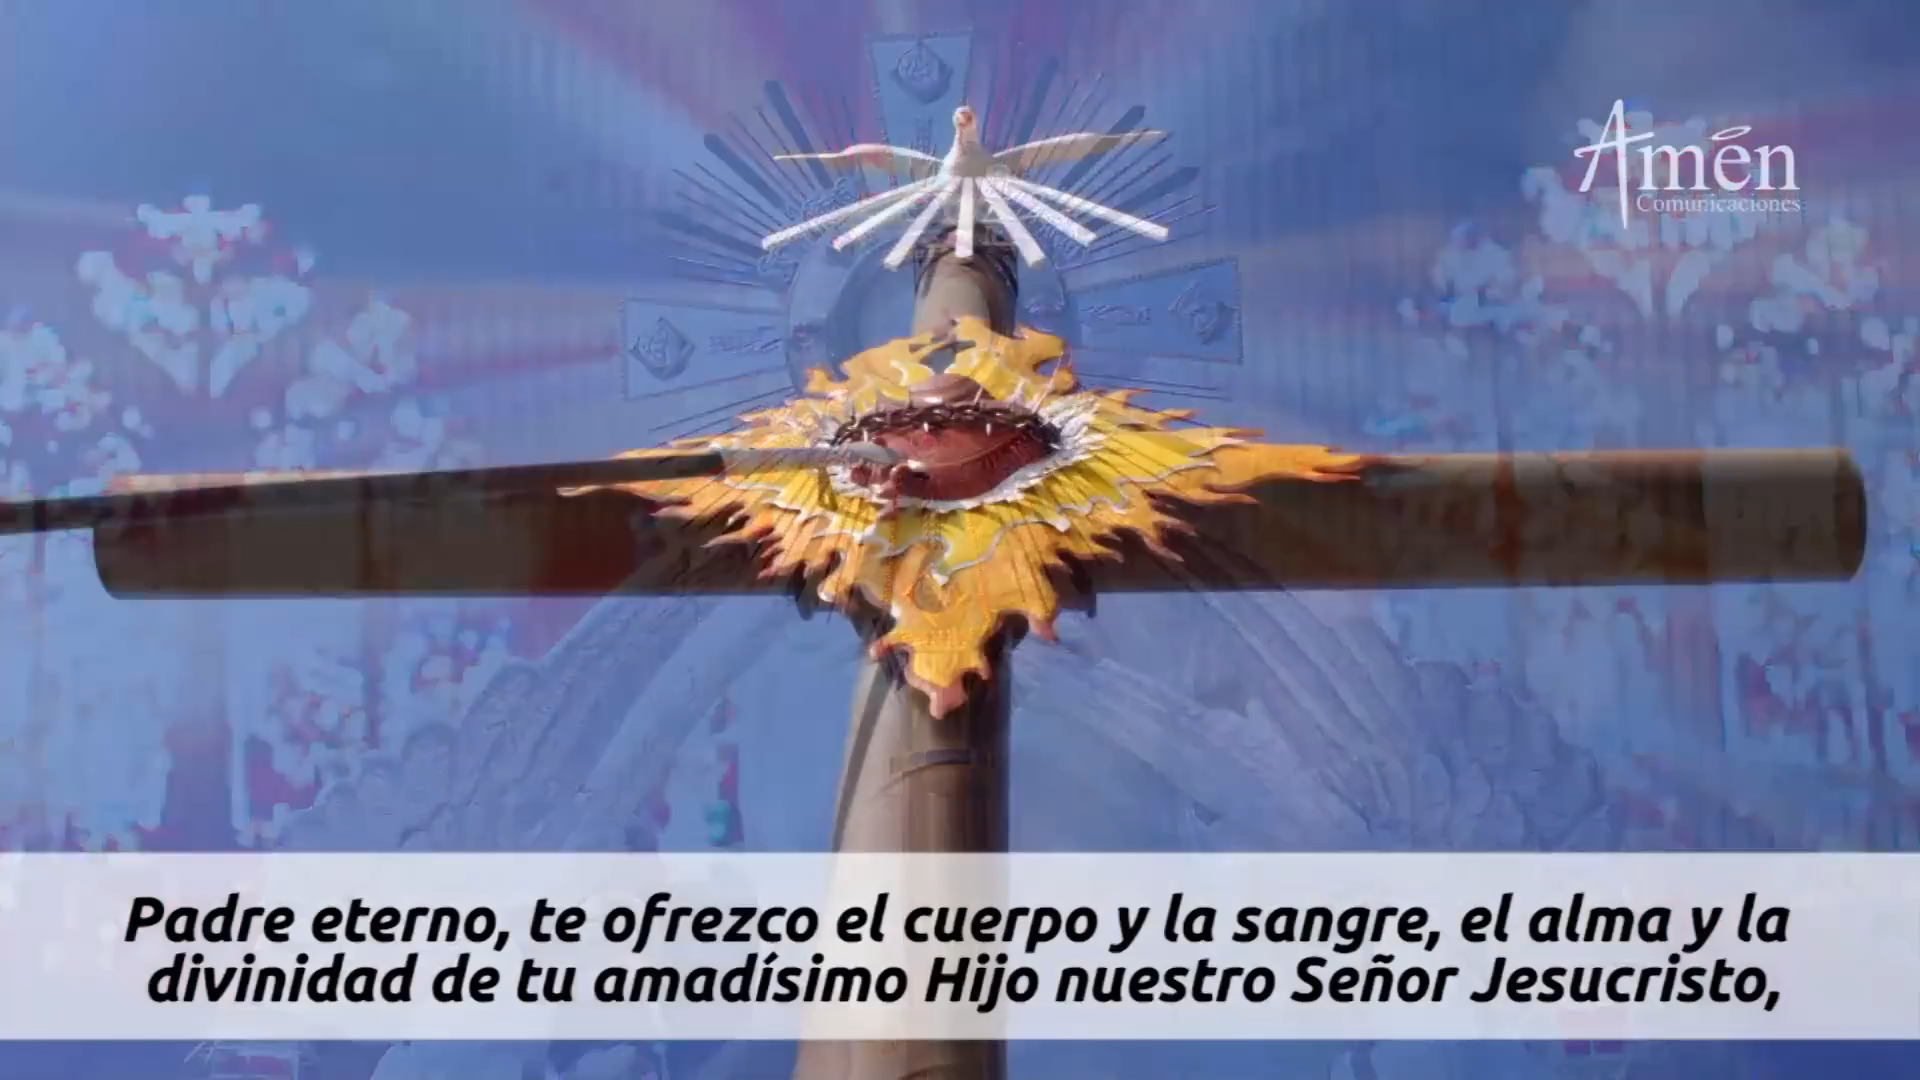 Amén
Comunicaciones
Padre eterno, te ofrezco el cuerpo y la sangre, el alma y la
divinidad de tu amadísimo Hijo nuestro Señor Jesucristo,